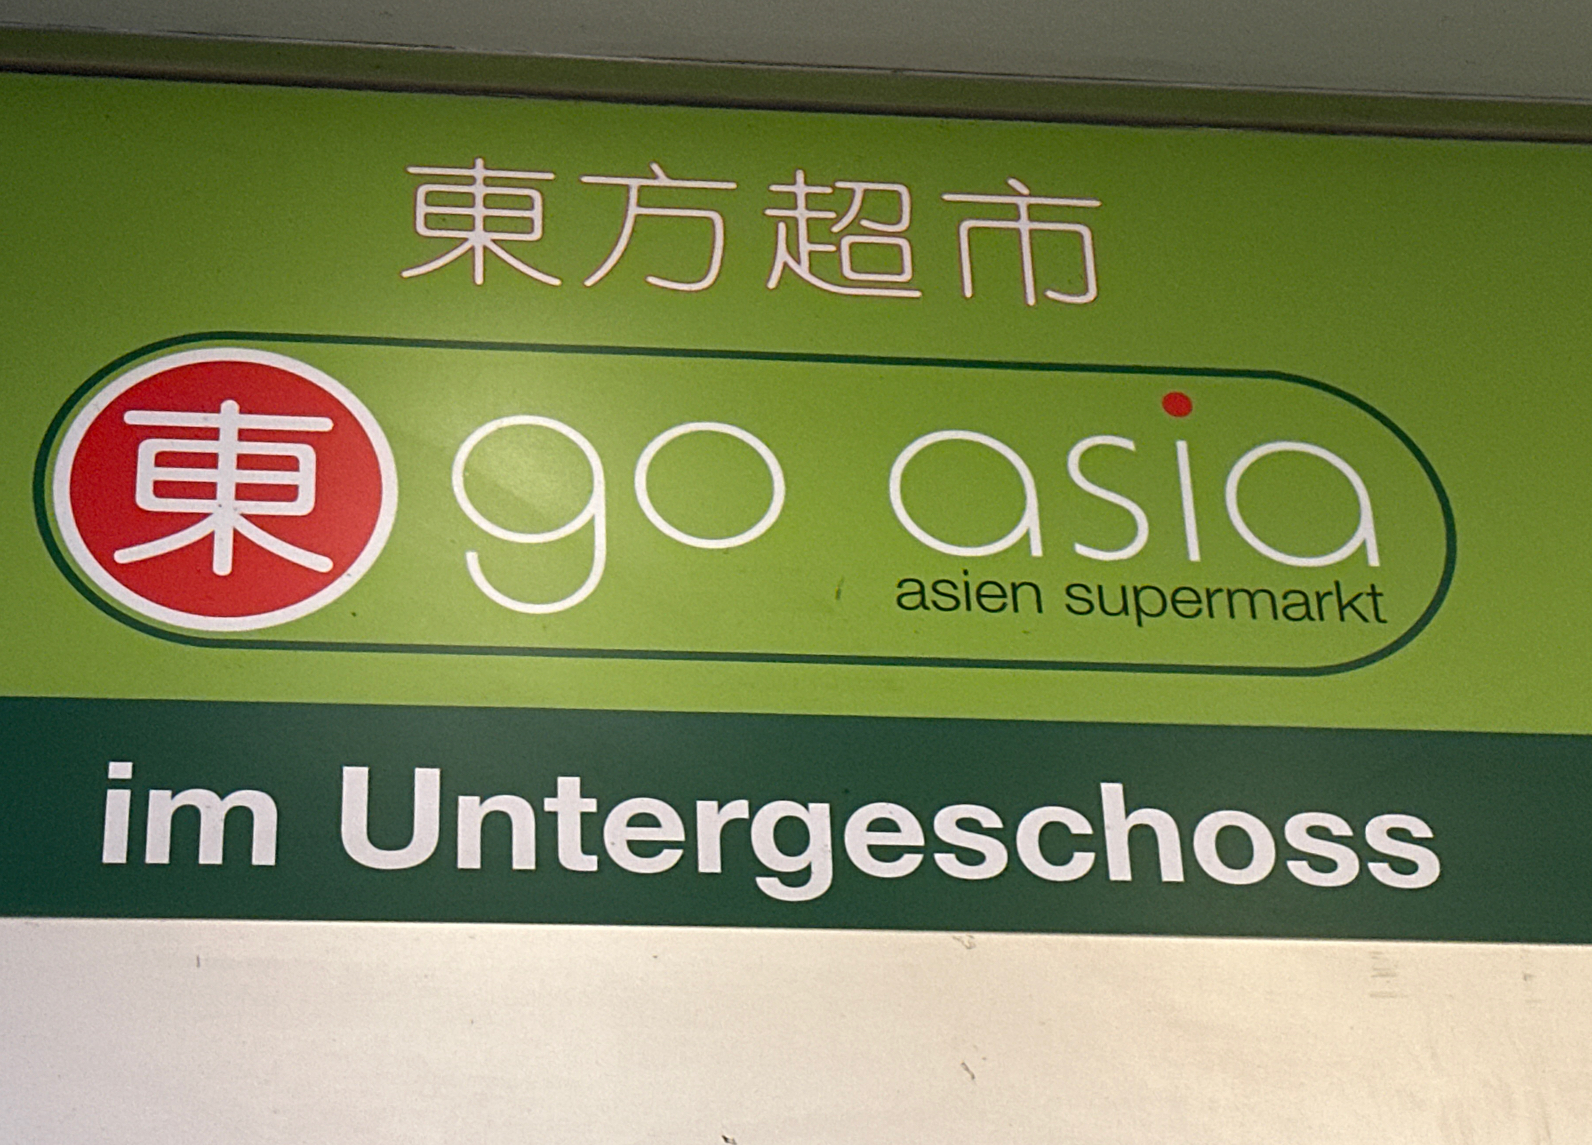 東方超市
東 go asia
asien supermarkt
im Untergeschoss